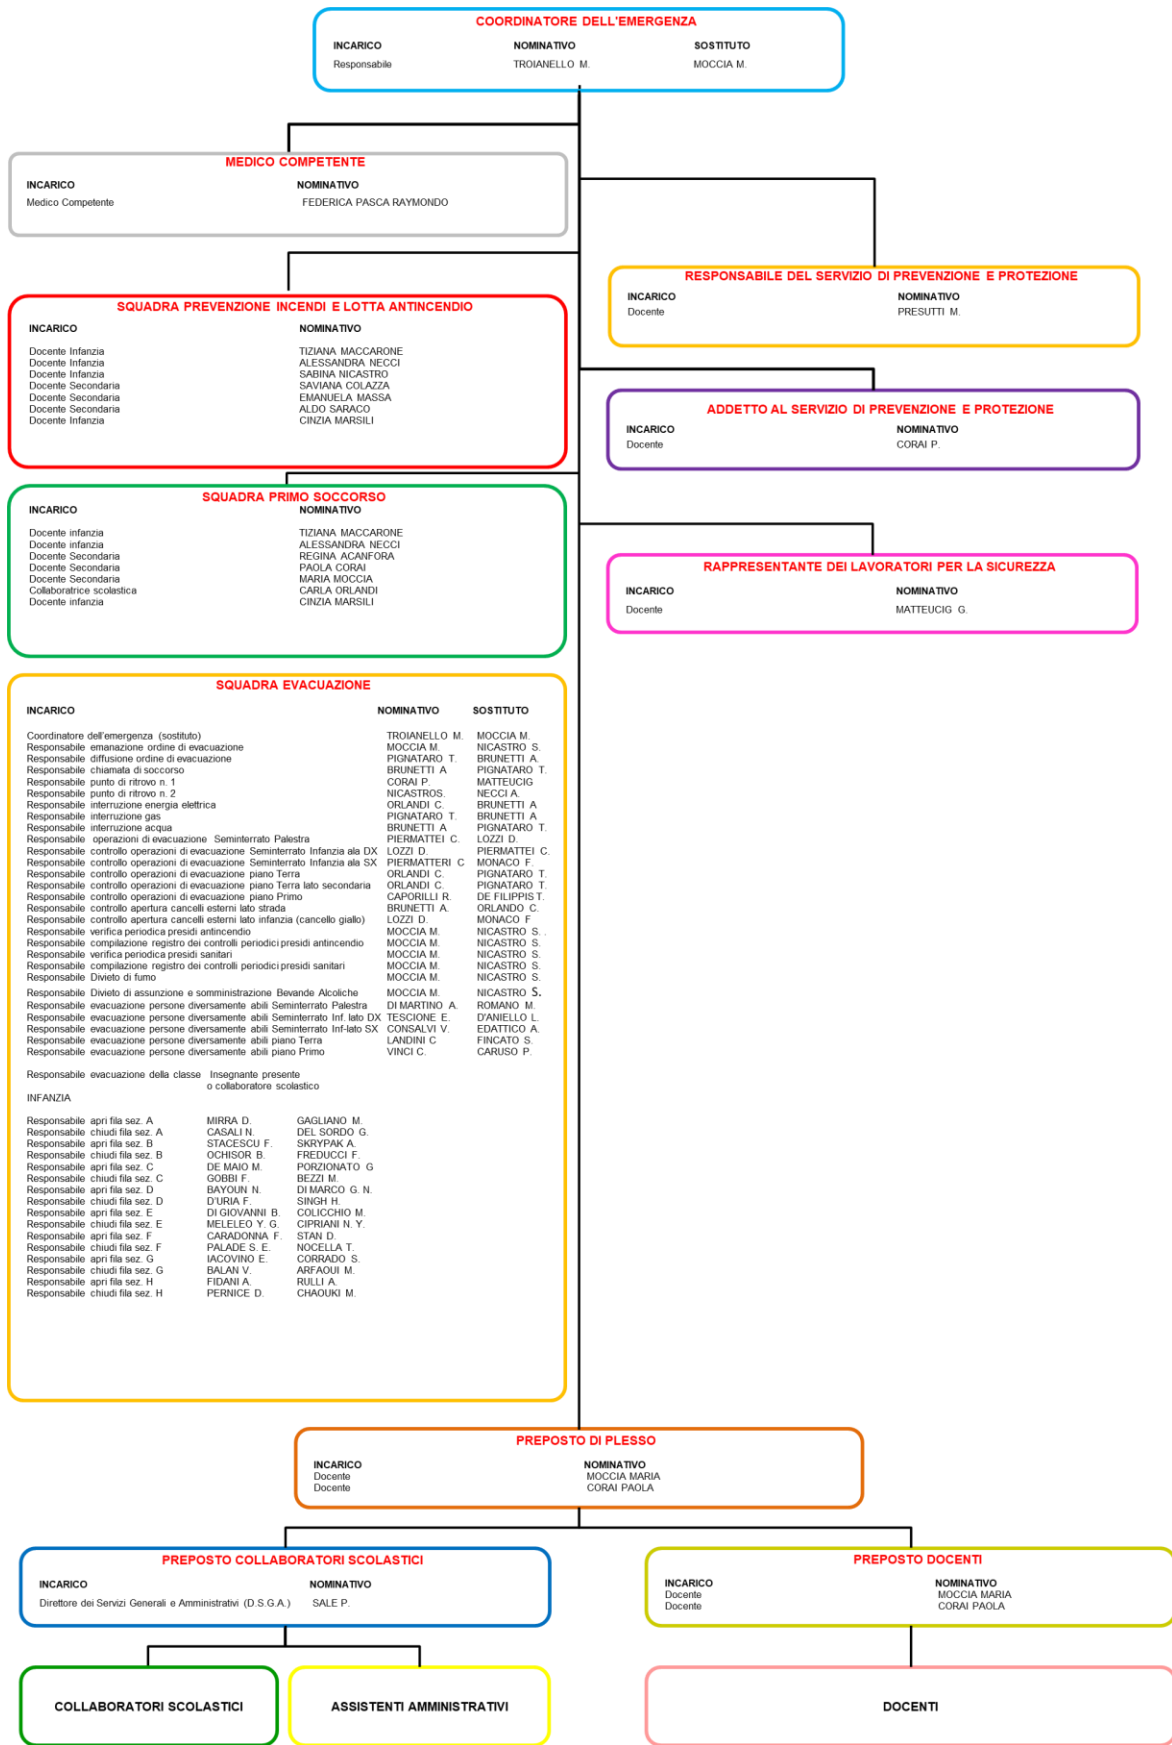 COORDINATORE DELL'EMERGENZA
INCARICO NOMINATIVO SOSTITUTO
Responsabile TROIANELLO M. MOCCIA M.
MEDICO COMPETENTE
INCARICO NOMINATIVO
Medico Competente FEDERICA PASCA RAYMONDO
RESPONSABILE DEL SERVIZIO DI PREVENZIONE E PROTEZIONE
INCARICO NOMINATIVO
Docente PRESUTTI M.
SQUADRA PREVENZIONE INCENDI E LOTTA ANTINCENDIO
INCARICO NOMINATIVO
Docente Infanzia TIZIANA MACCARONE
Docente Infanzia ALESSANDRA NECCI
Docente Infanzia SABINA NICASTRO
Docente Secondaria SAVIANA COLAZZA
Docente Secondaria EMANUELA MASSA
Docente Secondaria ALDO SARACO
Docente Infanzia CINZIA MARSILI
ADDETTO AL SERVIZIO DI PREVENZIONE E PROTEZIONE
INCARICO NOMINATIVO
Docente CORAI P.
SQUADRA PRIMO SOCCORSO
INCARICO NOMINATIVO
Docente infanzia TIZIANA MACCARONE
Docente infanzia ALESSANDRA NECCI
Docente Secondaria REGINA ACANFORA
Docente Secondaria PAOLA CORAI
Docente Secondaria MARIA MOCCIA
Collaboratrice scolastica CARLA ORLANDI
Docente infanzia CINZIA MARSILI
RAPPRESENTANTE DEI LAVORATORI PER LA SICUREZZA
INCARICO NOMINATIVO
Docente MATTEUCIG G.
SQUADRA EVACUAZIONE
INCARICO NOMINATIVO SOSTITUTO
Coordinatore dell'emergenza (sostituto) TROIANELLO M. MOCCIA M.
Responsabile emanazione ordine di evacuazione MOCCIA M. NICASTRO S.
Responsabile diffusione ordine di evacuazione PIGNATARO T. BRUNETTI A.
Responsabile chiamata di soccorso BRUNETTI A PIGNATARO T.
Responsabile punto di ritrovo n. 1 CORAI P. MATTEUCIG
Responsabile punto di ritrovo n. 2 NICASTROS. NECCI A.
Responsabile interruzione energia elettrica ORLANDI C. BRUNETTI A
Responsabile interruzione gas PIGNATARO T. BRUNETTI A
Responsabile interruzione acqua BRUNETTI A PIGNATARO T.
Responsabile operazioni di evacuazione Seminterrato Palestra PIERMATTEI C. LOZZI D.
Responsabile controllo operazioni di evacuazione Seminterrato Infanzia ala DX LOZZI D. PIERMATTEI C.
Responsabile controllo operazioni di evacuazione Seminterrato Infanzia ala SX PIERMATTERI C MONACO F.
Responsabile controllo operazioni di evacuazione piano Terra ORLANDI C. PIGNATARO T.
Responsabile controllo operazioni di evacuazione piano Terra lato secondaria ORLANDI C. PIGNATARO T.
Responsabile controllo operazioni di evacuazione piano Primo CAPORILLI R. DE FILIPPIS T.
Responsabile controllo apertura cancelli esterni lato strada BRUNETTI A. ORLANDO C.
Responsabile controllo apertura cancelli esterni lato infanzia (cancello giallo) LOZZI D. MONACO F
Responsabile verifica periodica presidi antincendio MOCCIA M. NICASTRO S. .
Responsabile compilazione registro dei controlli periodici presidi antincendio MOCCIA M. NICASTRO S.
Responsabile verifica periodica presidi sanitari MOCCIA M. NICASTRO S.
Responsabile compilazione registro dei controlli periodici presidi sanitari MOCCIA M. NICASTRO S.
Responsabile Divieto di fumo MOCCIA M. NICASTRO S.
Responsabile Divieto di assunzione e somministrazione Bevande Alcoliche MOCCIA M. NICASTRO S.
Responsabile evacuazione persone diversamente abili Seminterrato Palestra DI MARTINO A. ROMANO M.
Responsabile evacuazione persone diversamente abili Seminterrato Inf. lato DX TESCIONE E. D'ANIELLO L.
Responsabile evacuazione persone diversamente abili Seminterrato Inf-lato SX CONSALVI V. EDATTICO A.
Responsabile evacuazione persone diversamente abili piano Terra LANDINI C FINCATO S.
Responsabile evacuazione persone diversamente abili piano Primo VINCI C. CARUSO P.
Responsabile evacuazione della classe Insegnante presente
o collaboratore scolastico
INFANZIA
Responsabile apri fila sez. A MIRRA D. GAGLIANO M.
Responsabile chiudi fila sez. A CASALI N. DEL SORDO G.
Responsabile apri fila sez. B STACESCU F. SKRYPAK A.
Responsabile chiudi fila sez. B OCHISOR B. FREDUCCI F.
Responsabile apri fila sez. C DE MAIO M. PORZIONATO G
Responsabile chiudi fila sez. C GOBBI F. BEZZI M.
Responsabile apri fila sez. D BAYOUN N. DI MARCO G. N.
Responsabile chiudi fila sez. D D'URIA F. SINGH H.
Responsabile apri fila sez. E DI GIOVANNI B. COLICCHIO M.
Responsabile chiudi fila sez. E MELELEO Y. G. CIPRIANI N. Y.
Responsabile apri fila sez. F CARADONNA F. STAN D.
Responsabile chiudi fila sez. F PALADE S. E. NOCELLA T.
Responsabile apri fila sez. G IACOVINO E. CORRADO S.
Responsabile chiudi fila sez. G BALAN V. ARFAOUI M.
Responsabile apri fila sez. H FIDANI A. RULLI A.
Responsabile chiudi fila sez. H PERNICE D. CHAOUKI M.
PREPOSTO DI PLESSO
INCARICO NOMINATIVO
Docente MOCCIA MARIA
Docente CORAI PAOLA
PREPOSTO COLLABORATORI SCOLASTICI
INCARICO NOMINATIVO
Direttore dei Servizi Generali e Amministrativi (D.S.G.A.) SALE P.
PREPOSTO DOCENTI
INCARICO NOMINATIVO
Docente MOCCIA MARIA
Docente CORAI PAOLA
COLLABORATORI SCOLASTICI
ASSISTENTI AMMINISTRATIVI
DOCENTI